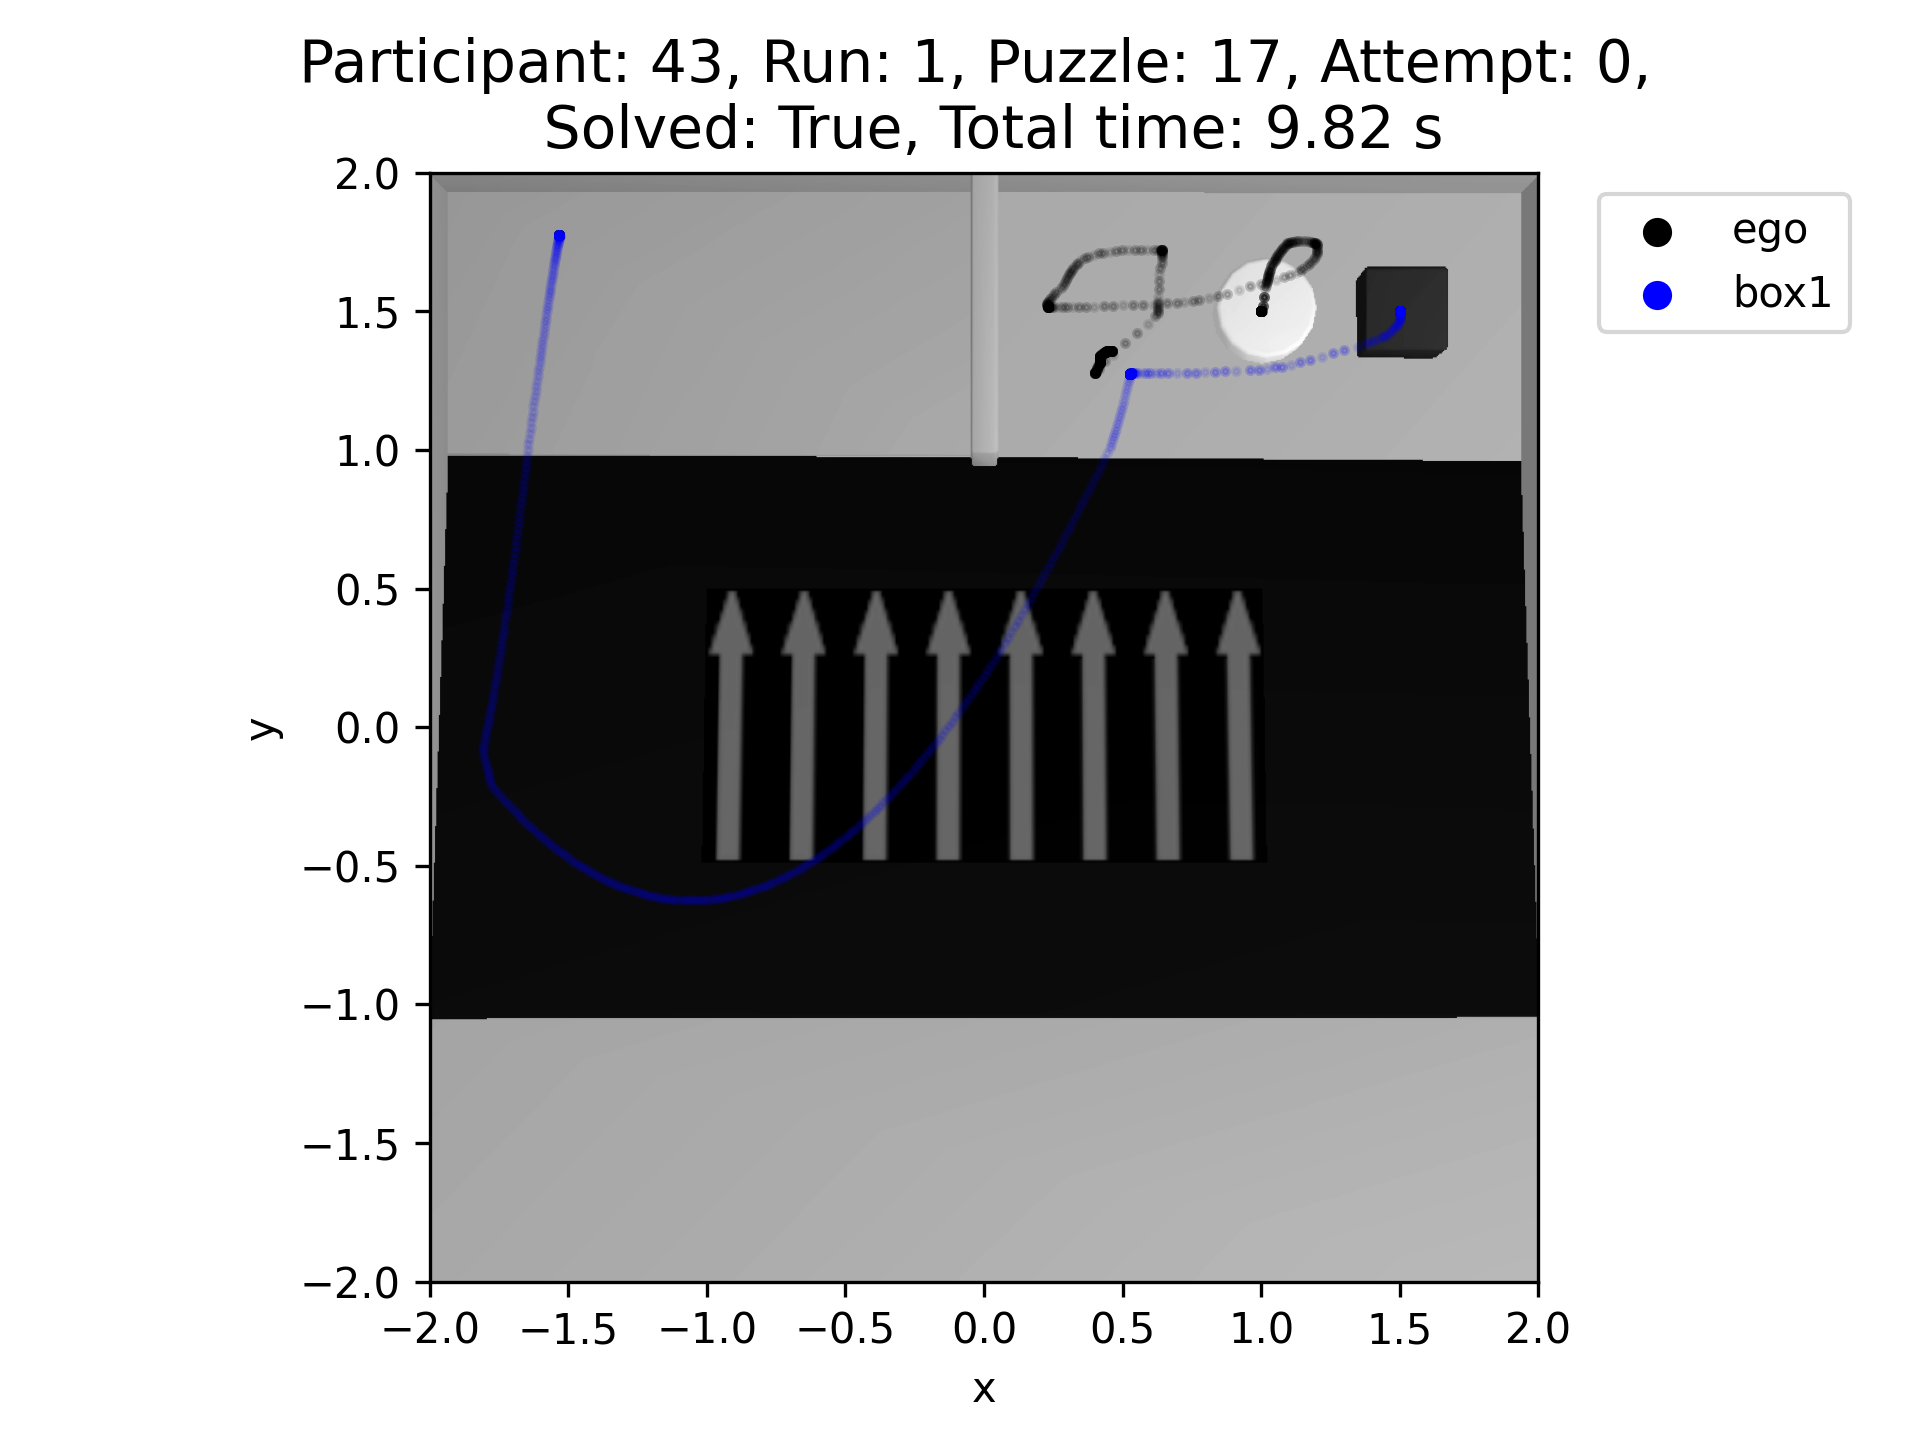 Participant: 43, Run: 1, Puzzle: 17, Attempt: 0,
Solved: True, Total time: 9.82 s
2.0
1.5
1.0
0.5
0.0
−0.5
−1.0
−1.5
−2.0
y
−2.0 −1.5 −1.0 −0.5 0.0 0.5 1.0 1.5 2.0
x
ego
box1